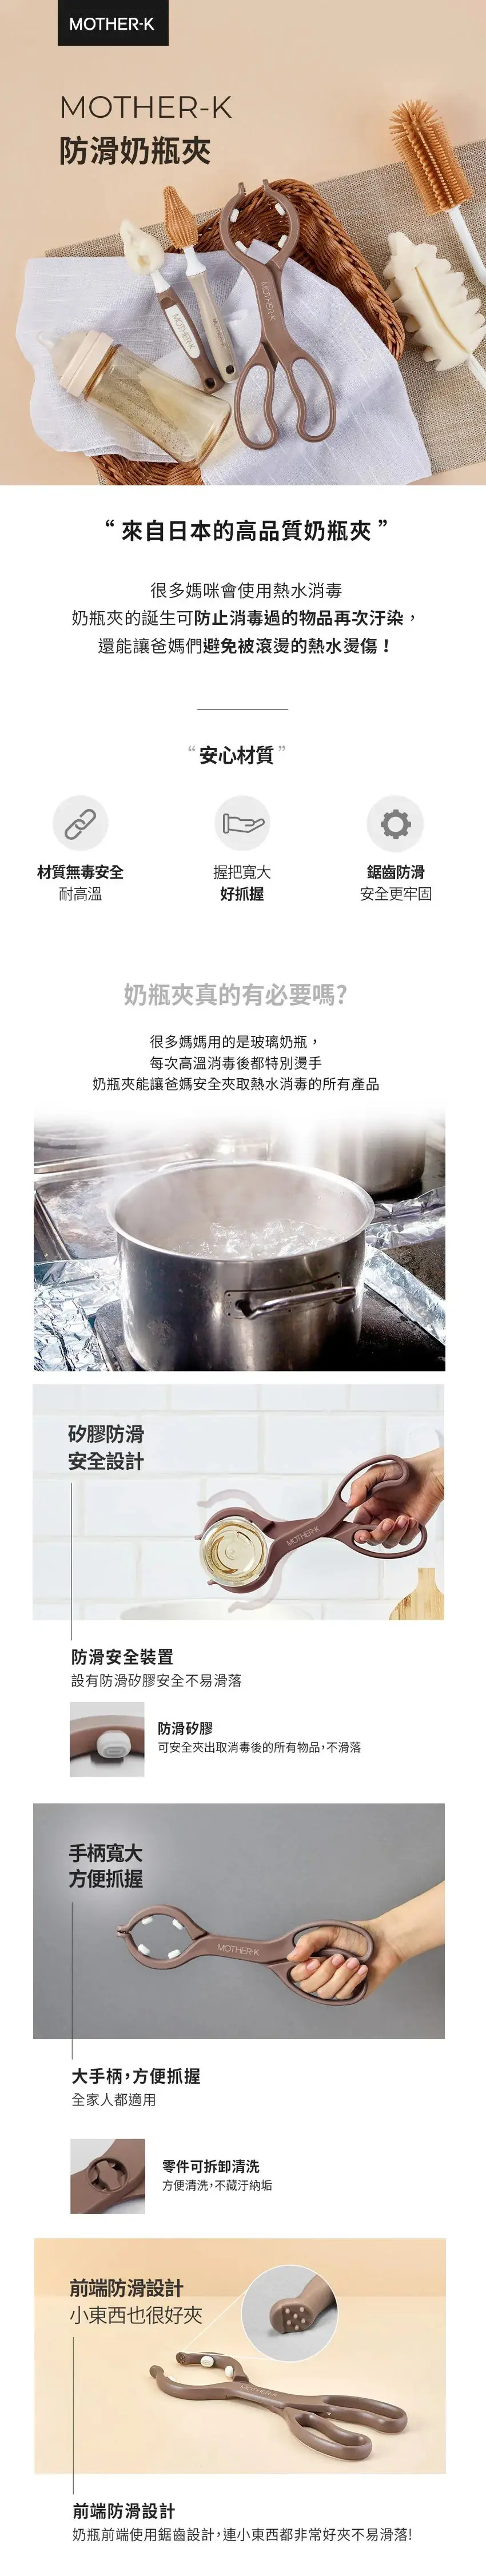 MOTHER-K
MOTHER-K
防滑奶瓶夾
MOTHER-K
MOTHER-K
“ 來自日本的高品質奶瓶夾 ”
很多媽咪會使用熱水消毒
奶瓶夾的誕生可防止消毒過的物品再次汙染，
還能讓爸媽們避免被滾燙的熱水燙傷！
“ 安心材質 ”
材質無毒安全
耐高溫
握把寬大
好抓握
鋸齒防滑
安全更牢固
奶瓶夾真的有必要嗎?
很多媽媽用的是玻璃奶瓶，
每次高溫消毒後都特別燙手
奶瓶夾能讓爸媽安全夾取熱水消毒的所有產品
矽膠防滑
安全設計
MOTHER-K
防滑安全裝置
設有防滑矽膠安全不易滑落
防滑矽膠
可安全夾出取消毒後的所有物品，不滑落
手柄寬大
方便抓握
MOTHER-K
大手柄，方便抓握
全家人都適用
零件可拆卸清洗
方便清洗，不藏汙納垢
前端防滑設計
小東西也很好夾
MOTHER-K
前端防滑設計
奶瓶前端使用鋸齒設計，連小東西都非常好夾不易滑落!